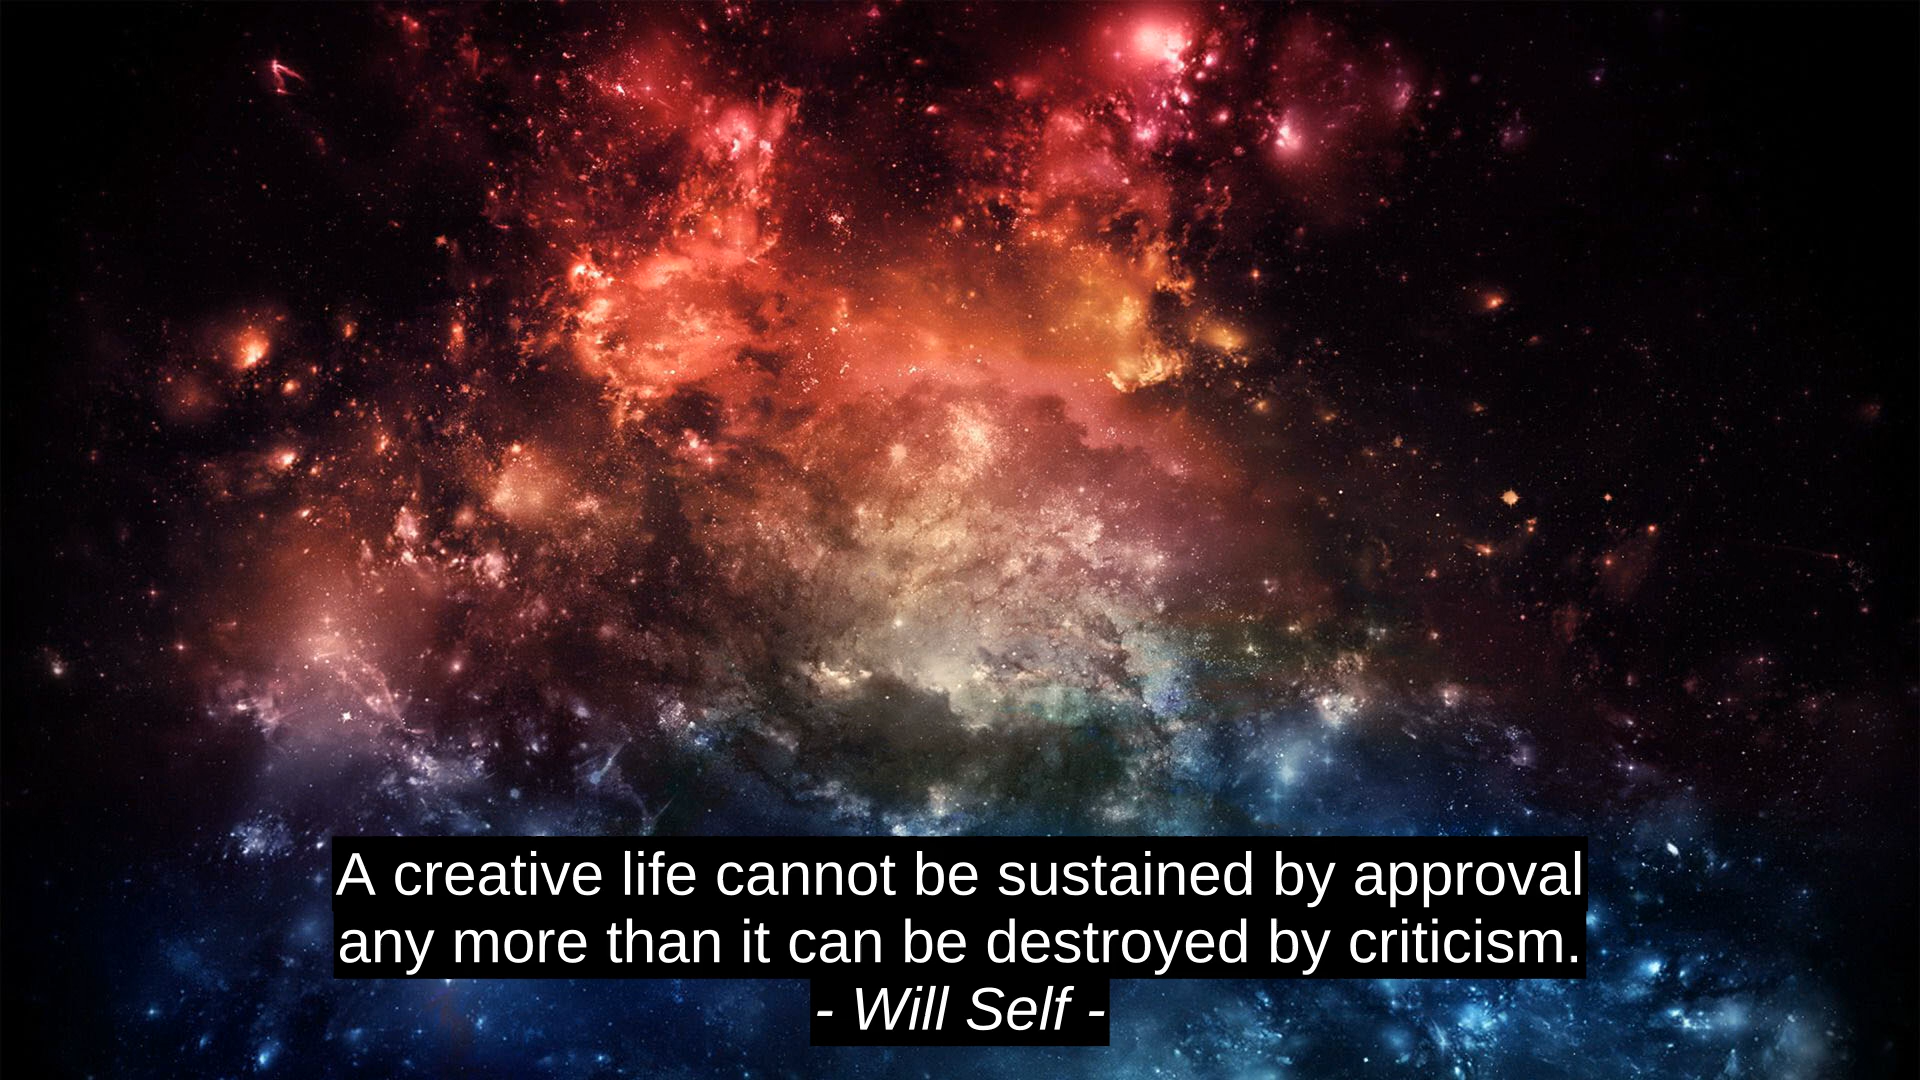 A creative life cannot be sustained by approval
any more than it can be destroyed by criticism.
- Will Self -